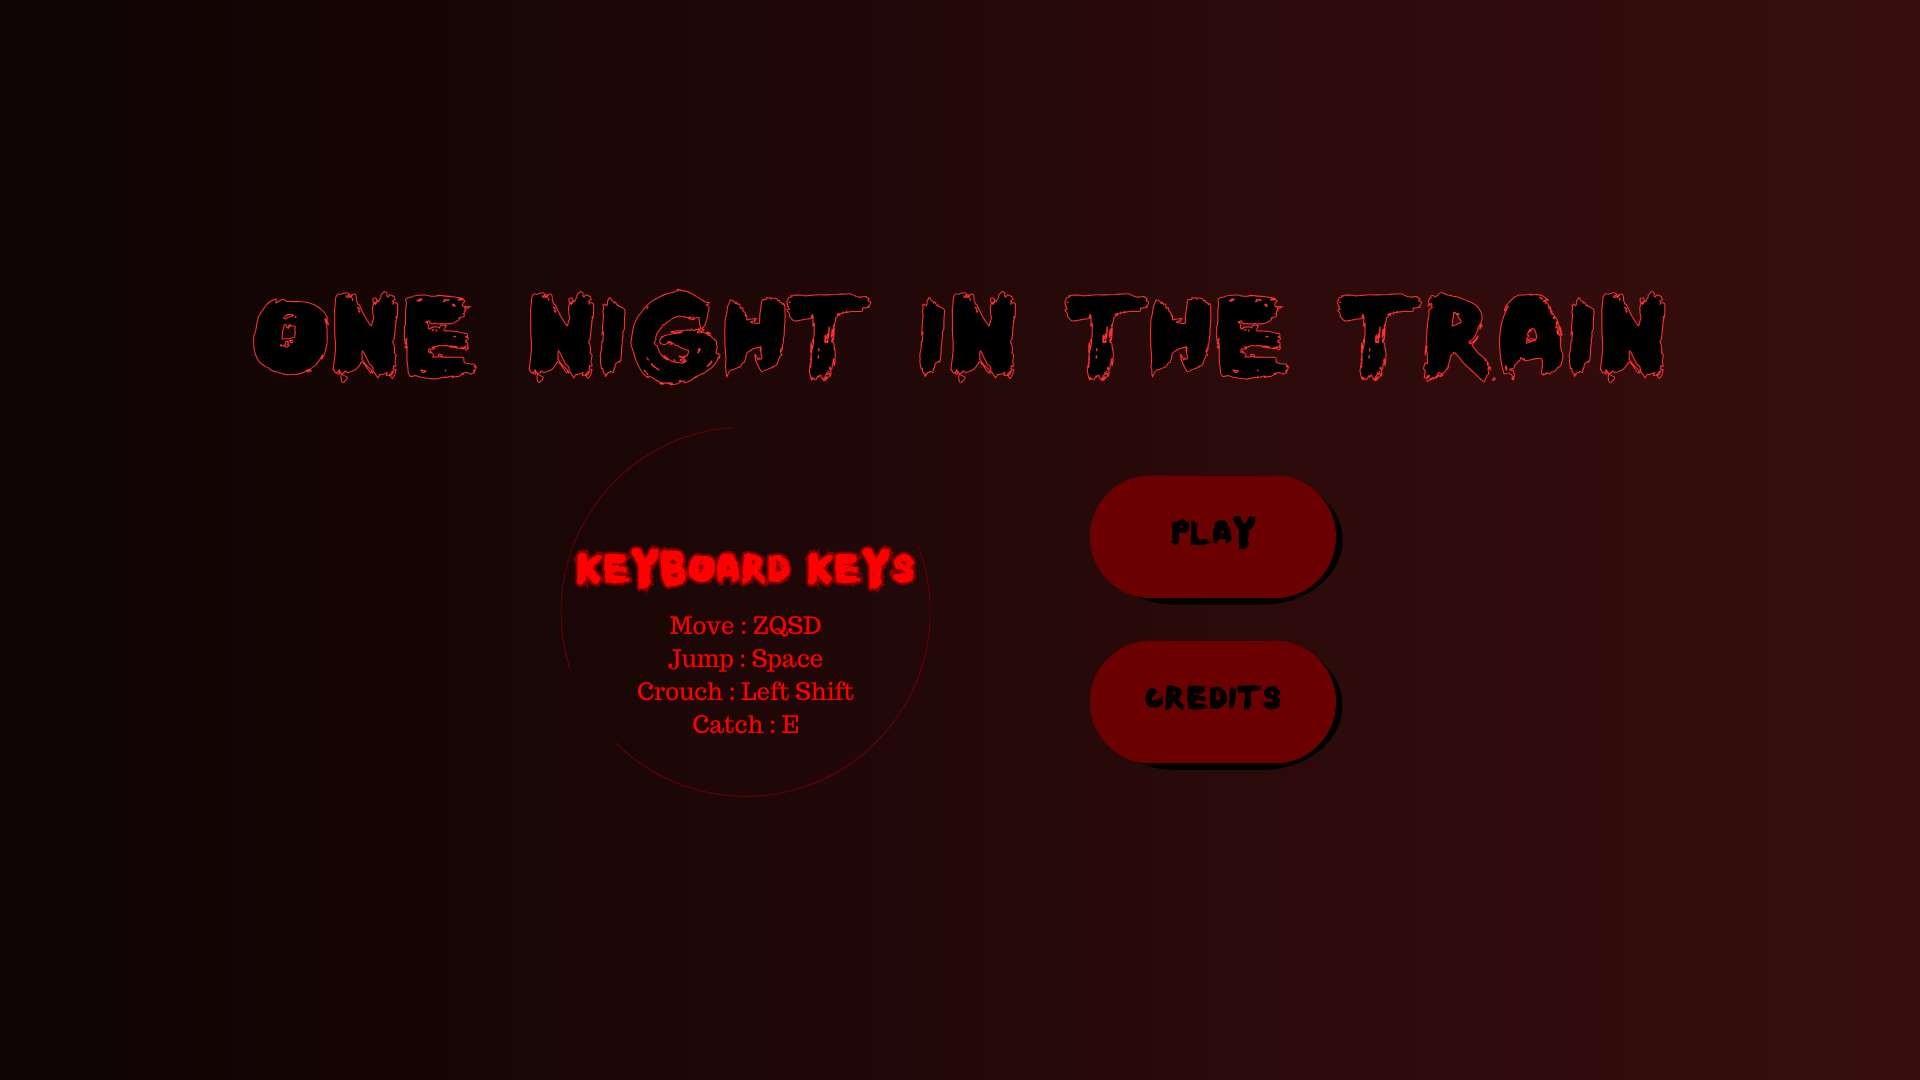 ONE NIGHT IN THE TRAIN
KEYBOARD KEYS
Move : ZQSD
Jump : Space
Crouch : Left Shift
Catch : E
PLAY
CREDITS